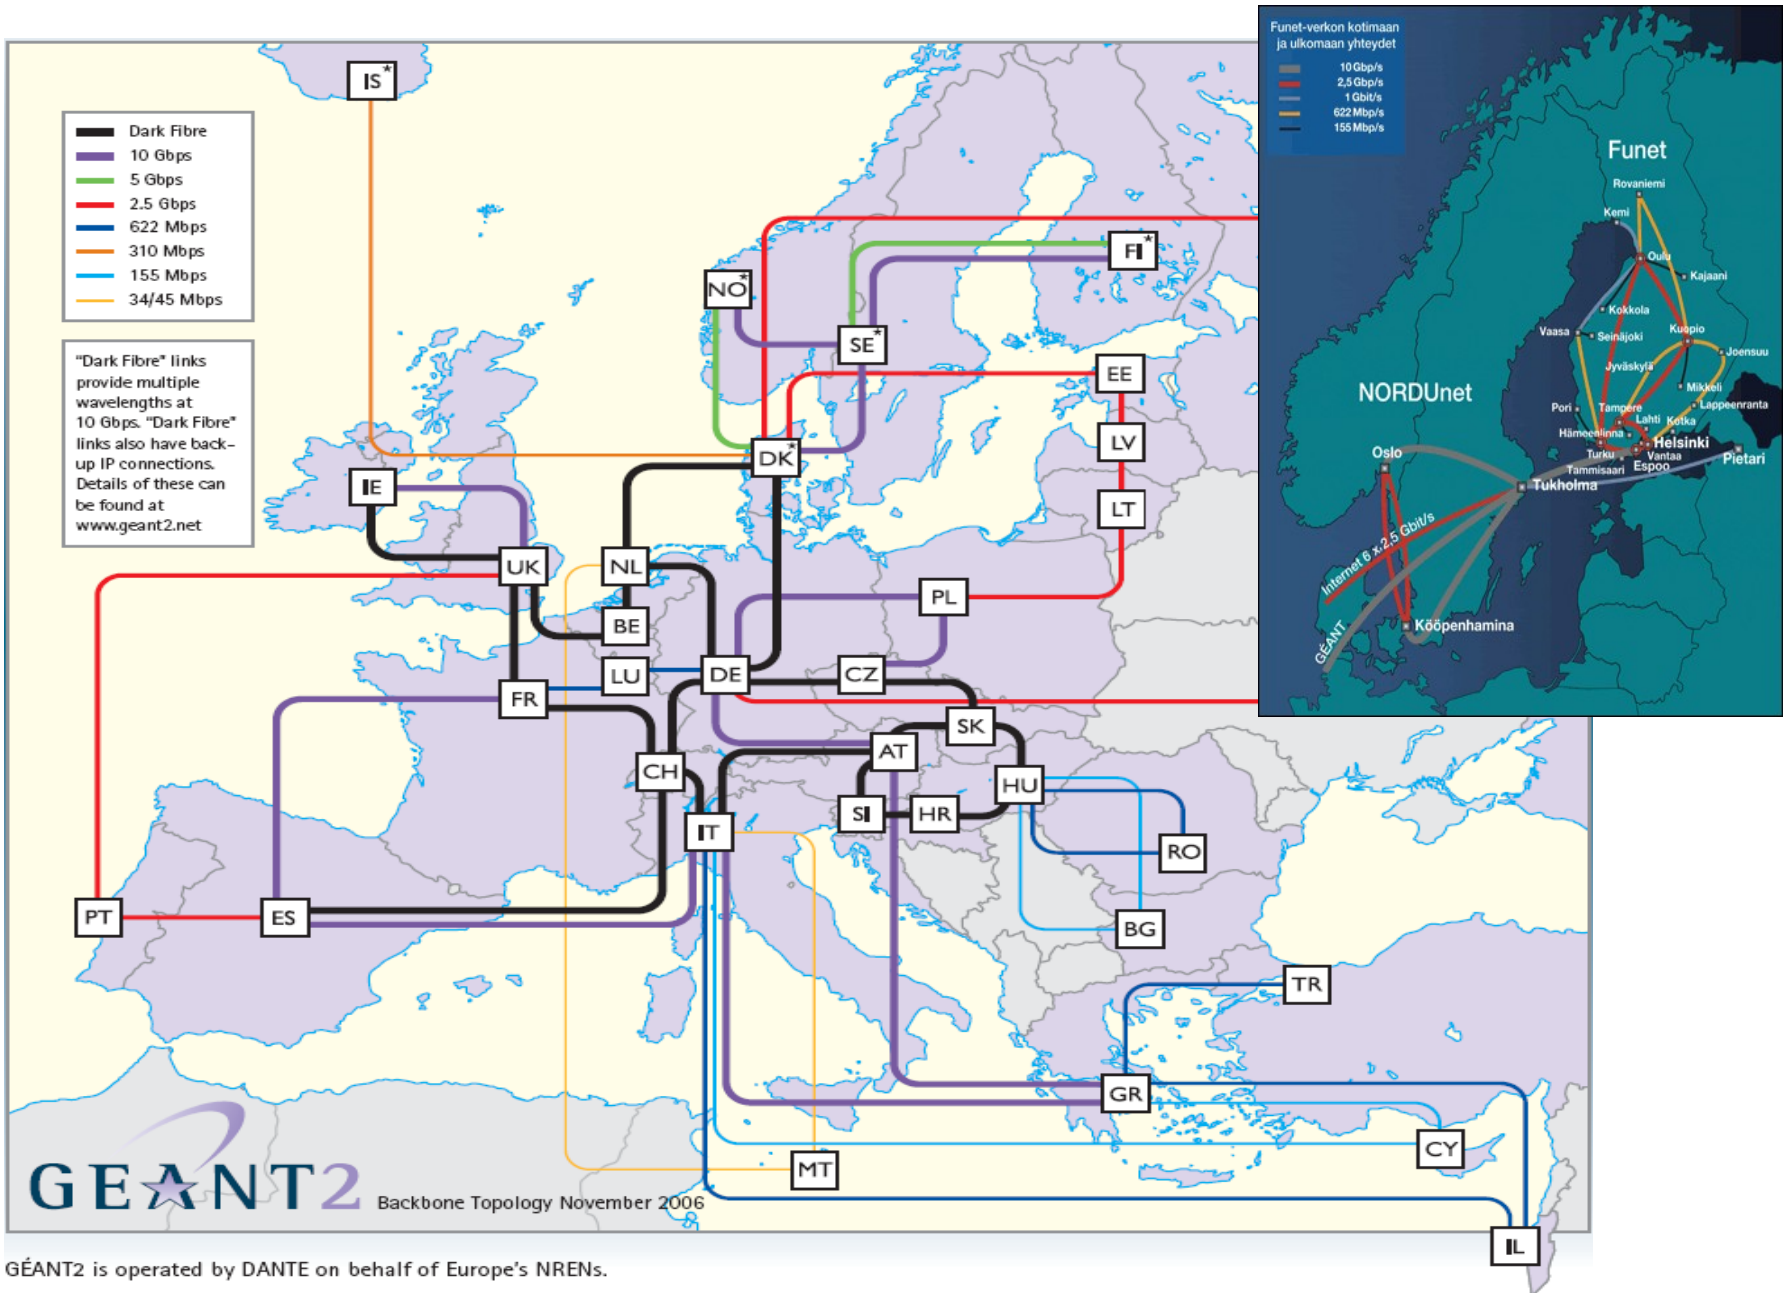 IS*
Dark Fibre
10 Gbps
5 Gbps
2.5 Gbps
622 Mbps
310 Mbps
155 Mbps
34/45 Mbps
"Dark Fibre" links
provide multiple
wavelengths at
10 Gbps. "Dark Fibre"
links also have back-
up IP connections.
Details of these can
be found at
www.geant2.net
FI*
NO*
SE*
EE
LV
DK*
IE
LT
UK
NL
PL
BE
LU
DE
CZ
FR
SK
AT
CH
HU
SI
HR
IT
RO
PT
ES
BG
TR
GR
CY
MT
IL
GEANT2
Backbone Topology November 2006
GÉANT2 is operated by DANTE on behalf of Europe's NRENs.
Funet-verkon kotimaan
ja ulkomaan yhteydet
10 Gbp/s
2,5 Gbp/s
1 Gbit/s
622 Mbp/s
155 Mbp/s
Funet
Rovaniemi
Kemi
Oulu
Kajaani
Kokkola
Vaasa
Seinäjoki
Kuopio
Joensuu
Jyväskylä
Mikkeli
NORDUnet
Pori
Tampere
Lappeenranta
Lahti
Kotka
Hämeenlinna
Helsinki
Turku
Vantaa
Espoo
Tammisaari
Pietari
Oslo
Tukholma
Internet 6 x 2,5 Gbit/s
GÉANT
Kööpenhamina